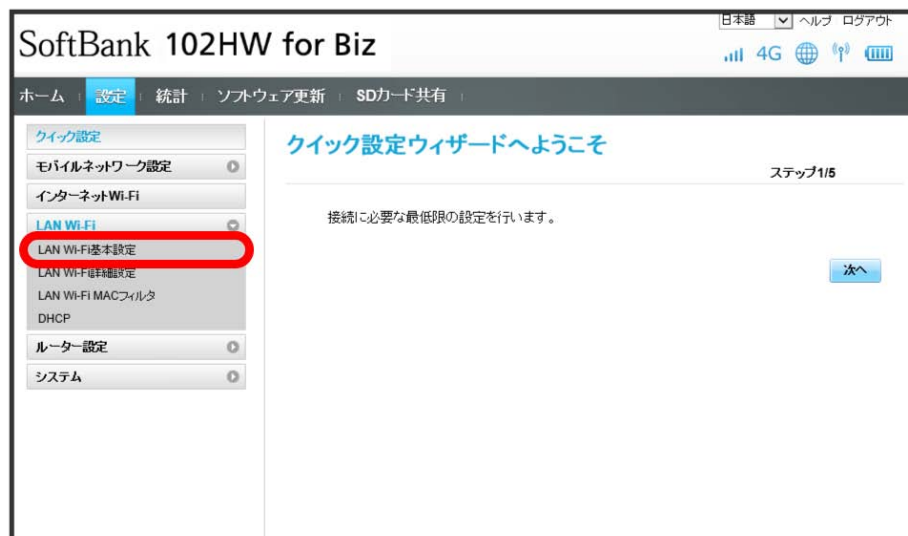 日本語 ヘルプ ログアウト
SoftBank 102HW for Biz
4G
ホーム 設定 統計 ソフトウェア更新 SDカード共有
クイック設定
クイック設定ウィザードへようこそ
モバイルネットワーク設定
ステップ1/5
インターネットWi-Fi
接続に必要な最低限の設定を行います。
LAN Wi-Fi
LAN Wi-Fi基本設定
LAN Wi-Fi詳細設定
次へ
LAN Wi-Fi MACフィルタ
DHCP
ルーター設定
システム